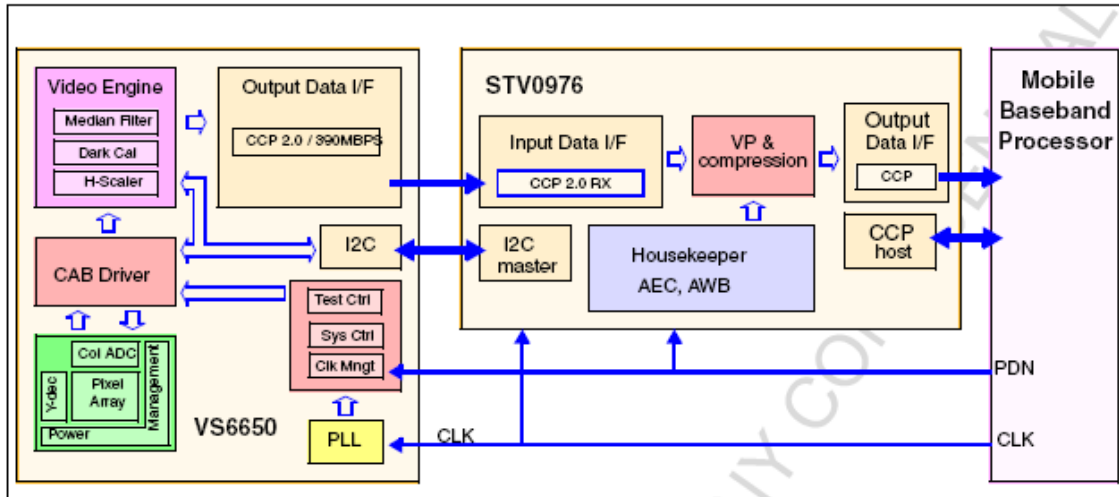 Video Engine
Median Filter
Dark Cal
H-Scaler
Output Data I/F
CCP 2.0 / 390MBPS
CAB Driver
I2C
Test Ctrl
Sys Ctrl
Clk Mngt
Col ADC
Y-dec
Pixel
Array
Management
Power
VS6650
PLL
STV0976
Input Data I/F
CCP 2.0 RX
VP &
compression
Output
Data I/F
CCP
I2C
master
Housekeeper
AEC, AWB
CCP
host
Mobile
Baseband
Processor
PDN
CLK
CLK